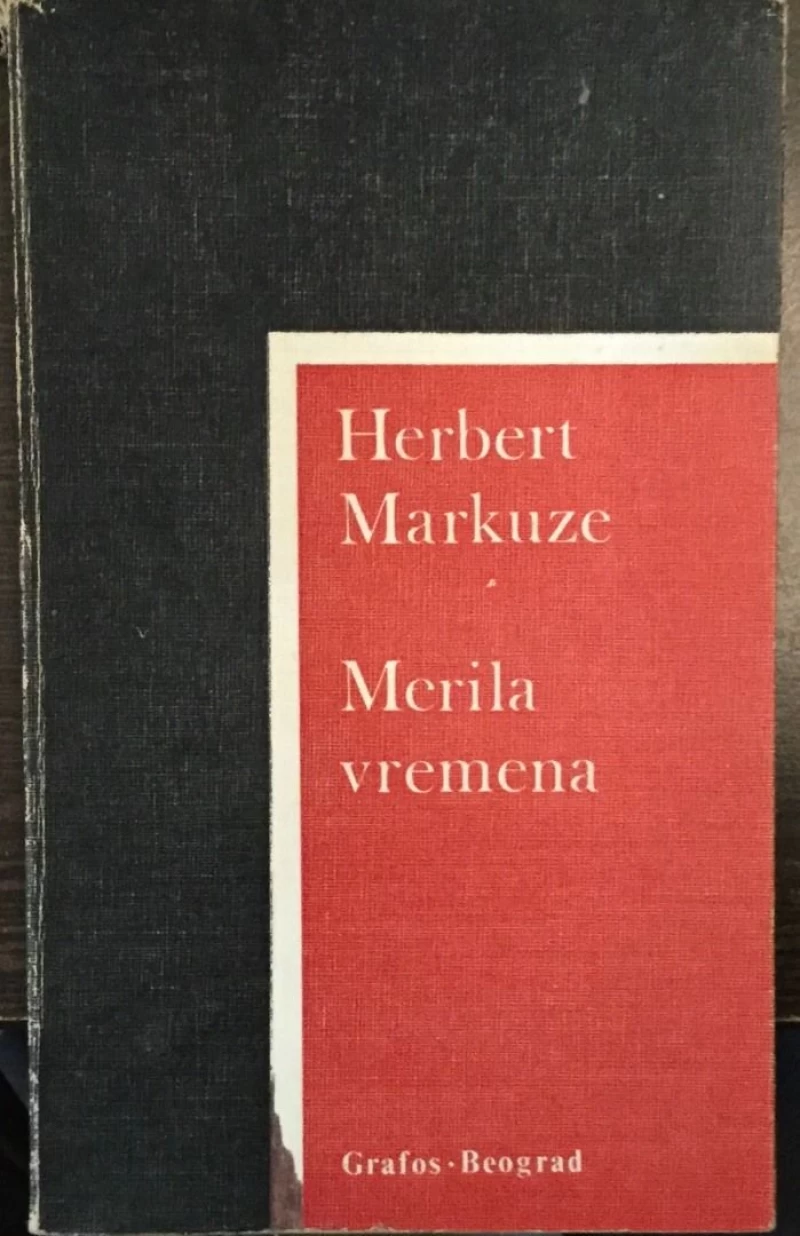 Herbert
Markuze
Merila
vremena
Grafos·Beograd